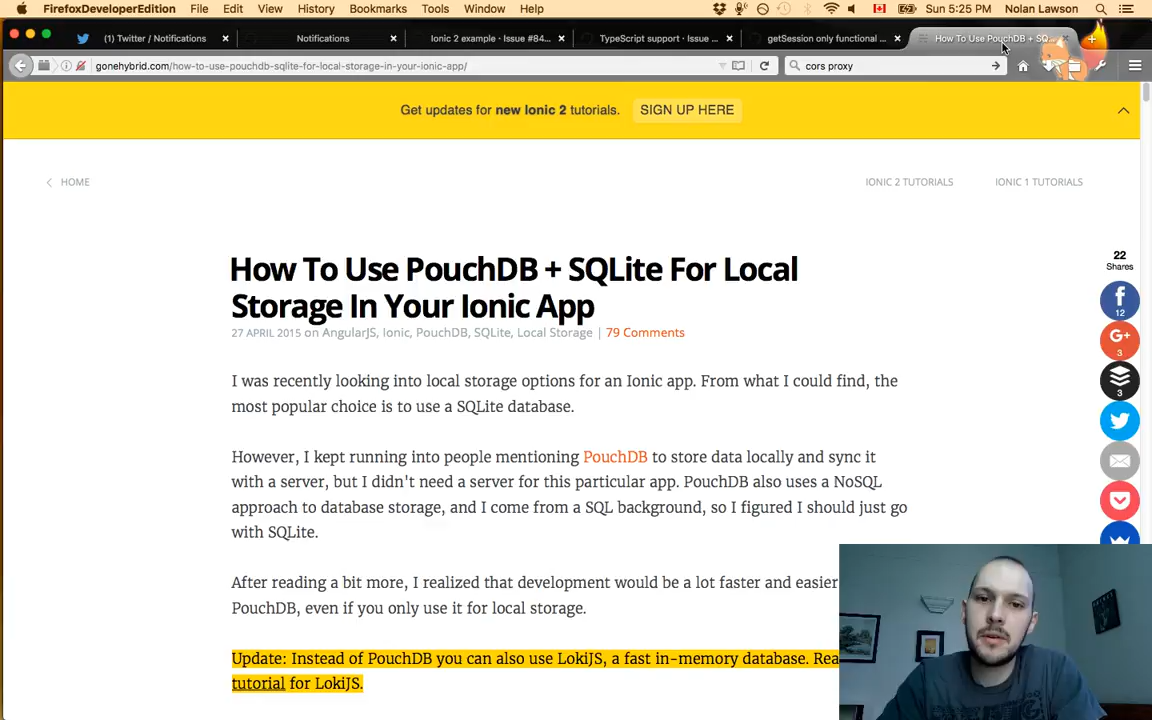 FirefoxDeveloperEdition File Edit View History Bookmarks Tools Window Help Sun 5:25 PM Nolan Lawson
(1) Twitter / Notifications Notifications Ionic 2 example · Issue #84... TypeScript support · Issue ... getSession only functional ... How To Use PouchDB + SQ...
gonehybrid.com/how-to-use-pouchdb-sqlite-for-local-storage-in-your-ionic-app/ cors proxy
Get updates for new Ionic 2 tutorials. SIGN UP HERE
HOME IONIC 2 TUTORIALS IONIC 1 TUTORIALS
How To Use PouchDB + SQLite For Local
Storage In Your Ionic App
27 APRIL 2015 on AngularJS, Ionic, PouchDB, SQLite, Local Storage | 79 Comments
22
Shares
12
G+
3
3
I was recently looking into local storage options for an Ionic app. From what I could find, the
most popular choice is to use a SQLite database.
However, I kept running into people mentioning PouchDB to store data locally and sync it
with a server, but I didn't need a server for this particular app. PouchDB also uses a NoSQL
approach to database storage, and I come from a SQL background, so I figured I should just go
with SQLite.
After reading a bit more, I realized that development would be a lot faster and easier
PouchDB, even if you only use it for local storage.
Update: Instead of PouchDB you can also use LokiJS, a fast in-memory database. Rea
tutorial for LokiJS.